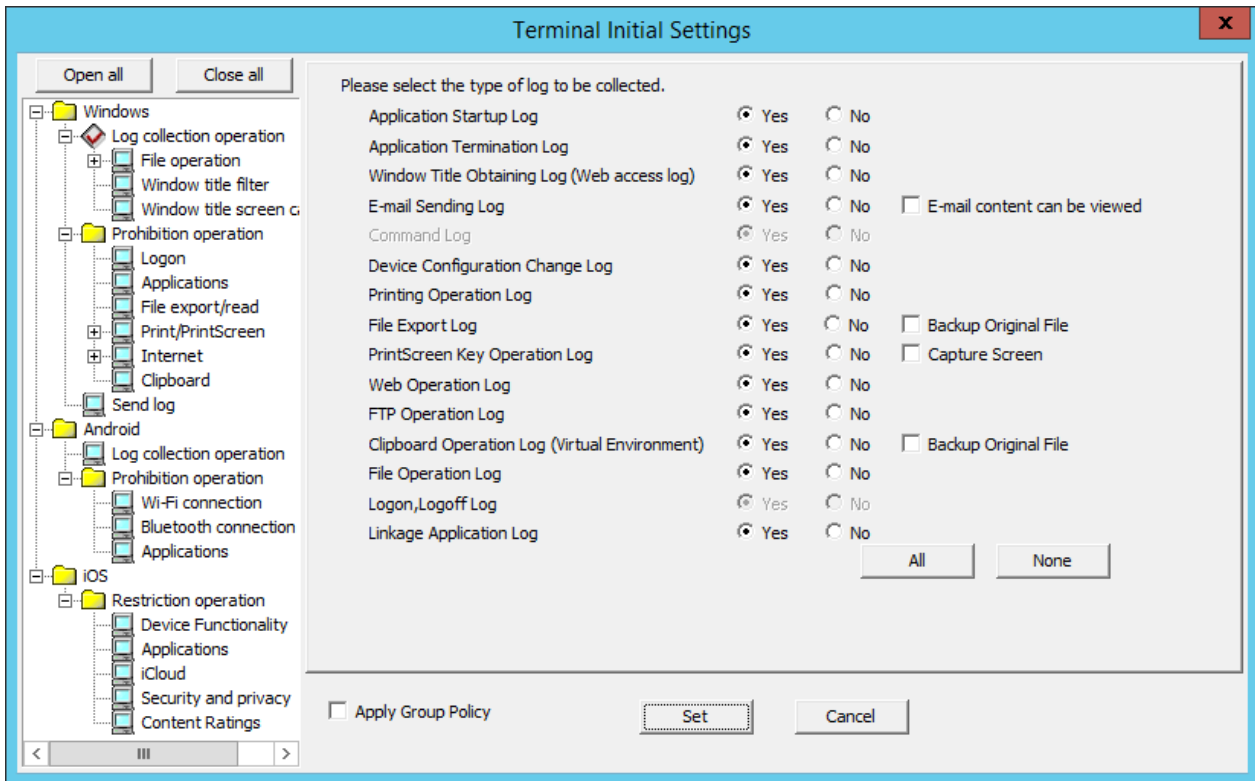 Terminal Initial Settings
x
Open all Close all
Windows
Log collection operation
File operation
Window title filter
Window title screen ca
Prohibition operation
Logon
Applications
File export/read
Print/PrintScreen
Internet
Clipboard
Send log
Android
Log collection operation
Prohibition operation
Wi-Fi connection
Bluetooth connection
Applications
iOS
Restriction operation
Device Functionality
Applications
iCloud
Security and privacy
Content Ratings
Please select the type of log to be collected.
Application Startup Log Yes No
Application Termination Log Yes No
Window Title Obtaining Log (Web access log) Yes No
E-mail Sending Log Yes No E-mail content can be viewed
Command Log Yes No
Device Configuration Change Log Yes No
Printing Operation Log Yes No
File Export Log Yes No Backup Original File
PrintScreen Key Operation Log Yes No Capture Screen
Web Operation Log Yes No
FTP Operation Log Yes No
Clipboard Operation Log (Virtual Environment) Yes No Backup Original File
File Operation Log Yes No
Logon,Logoff Log Yes No
Linkage Application Log Yes No
All None
Apply Group Policy Set Cancel